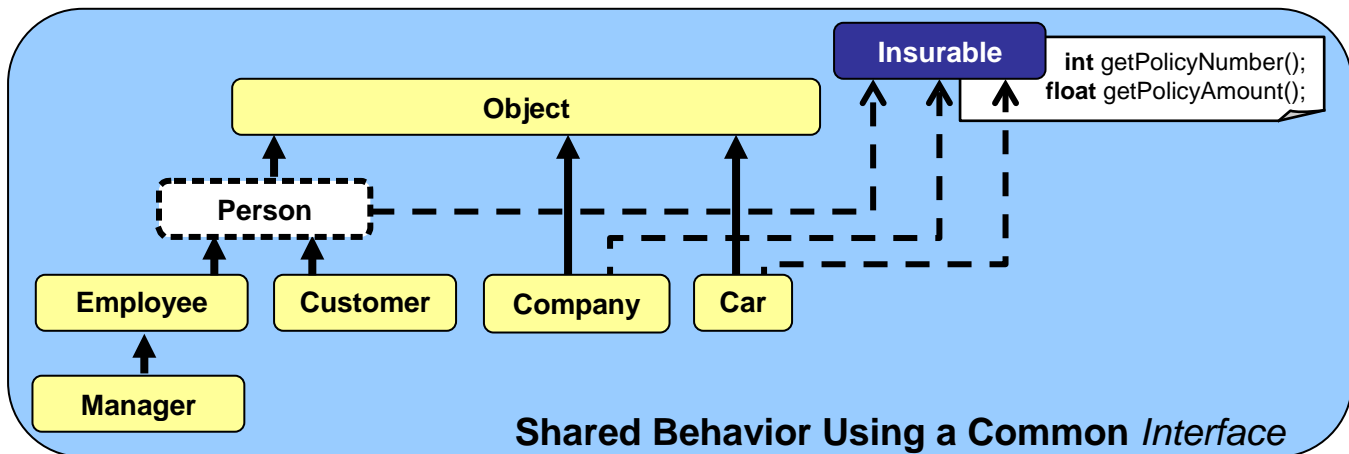 Insurable
int getPolicyNumber();
float getPolicyAmount();
Object
Person
Employee
Customer
Company
Car
Manager
Shared Behavior Using a Common Interface